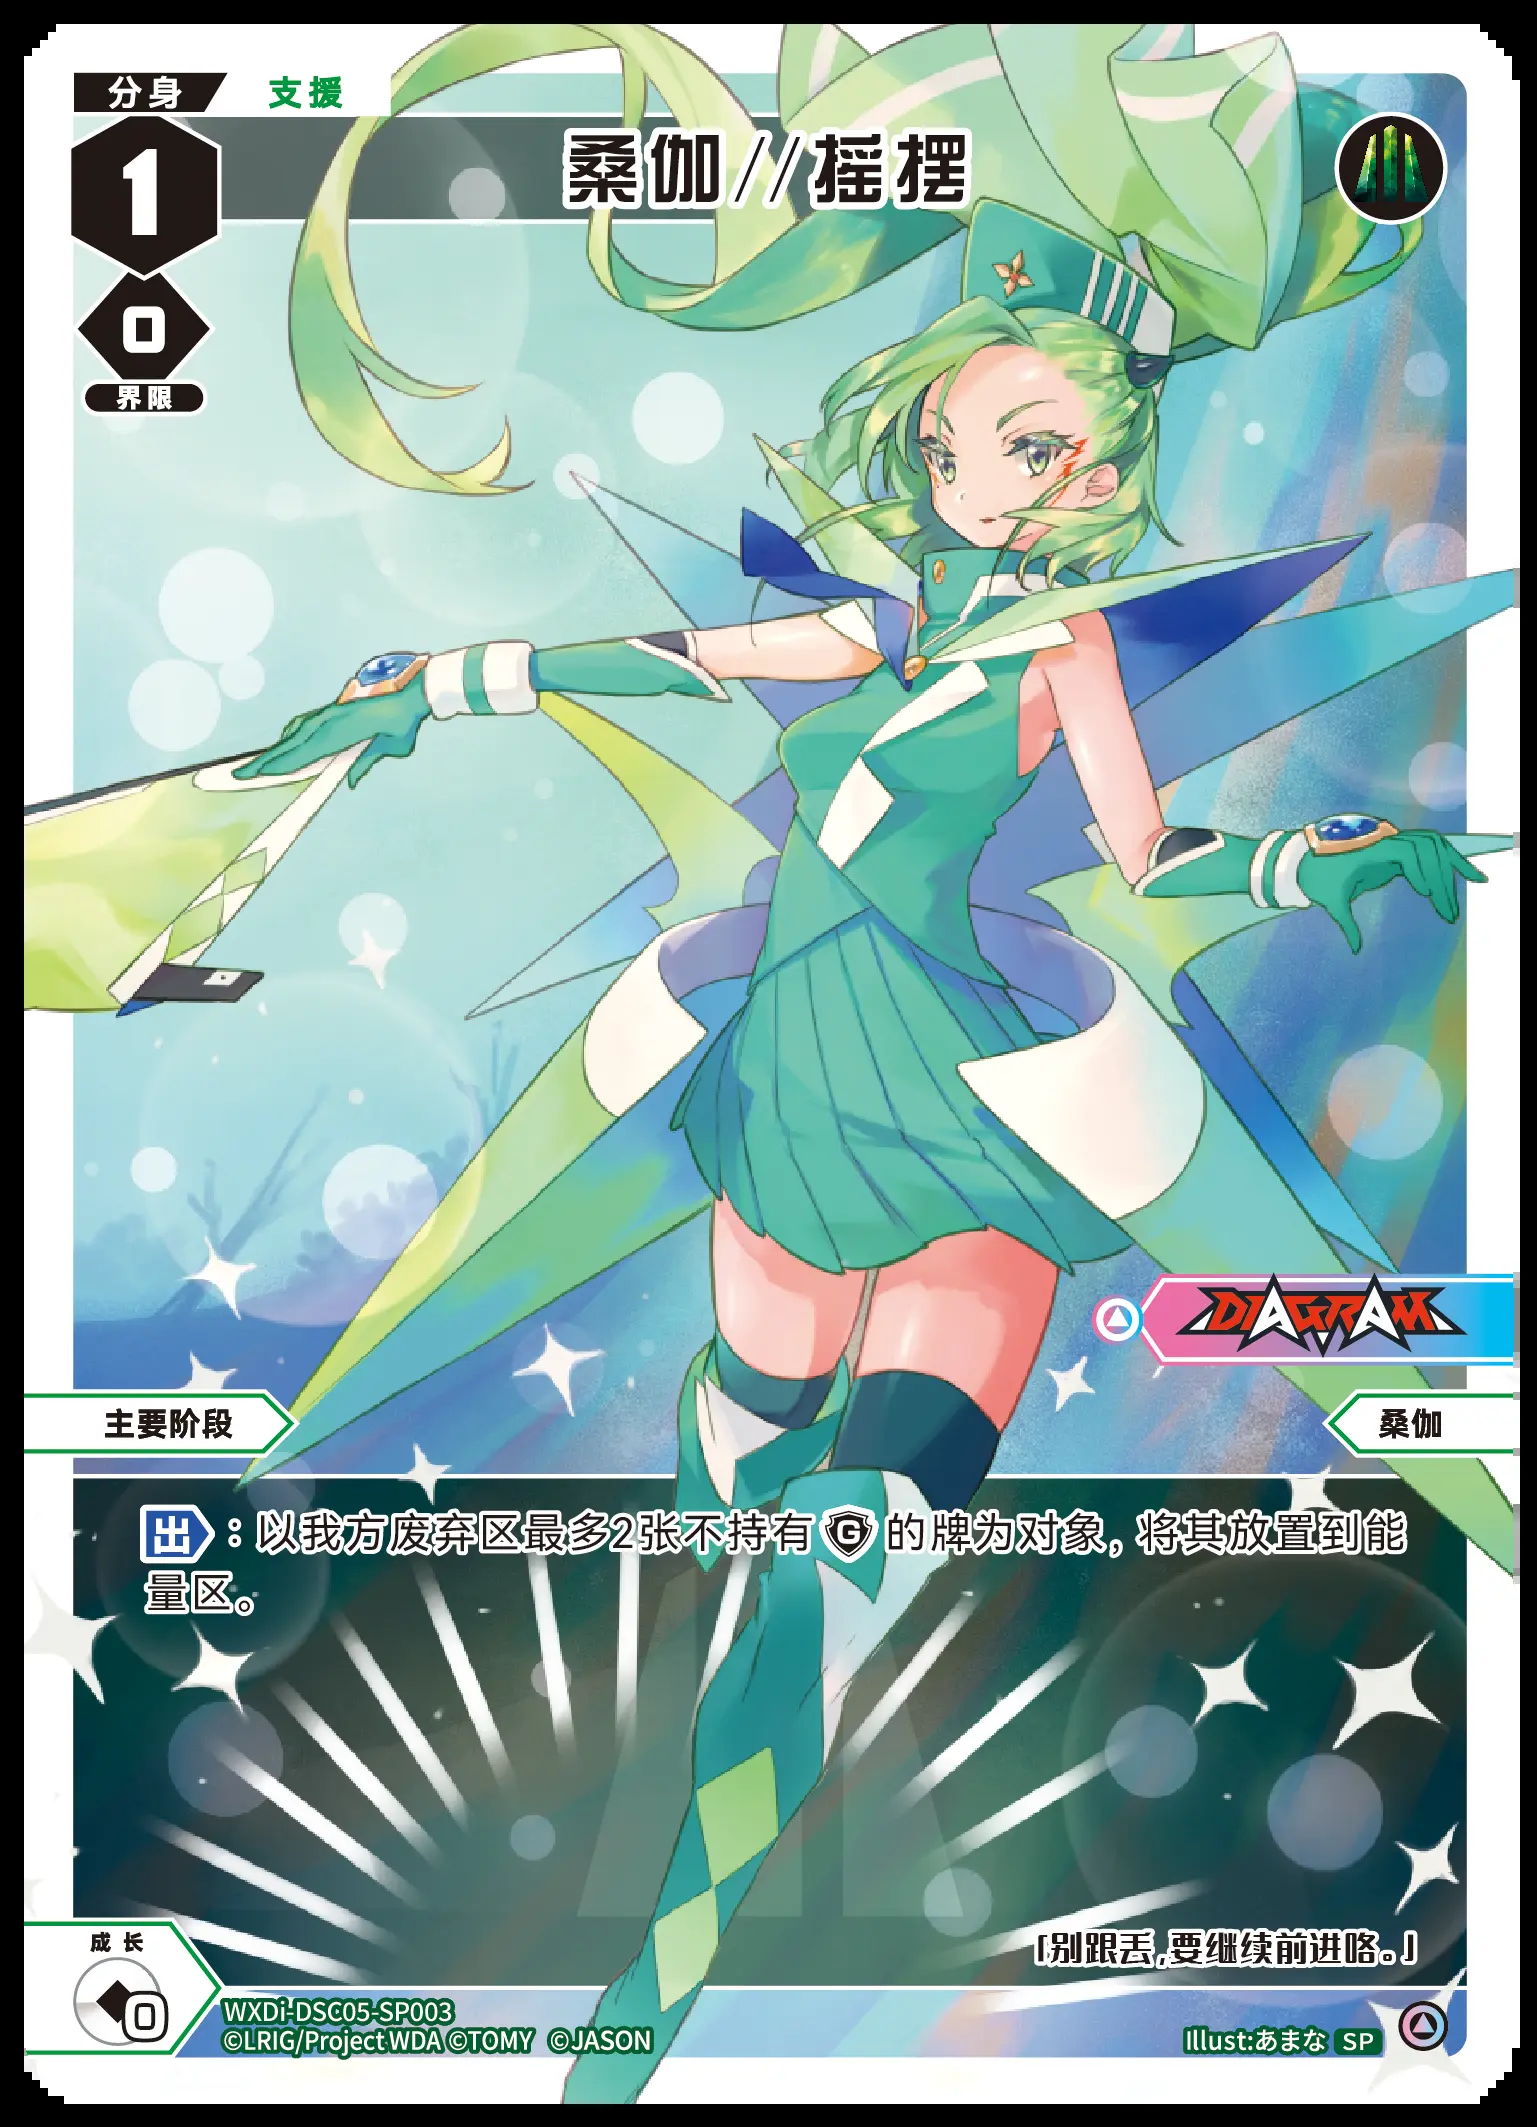 分身 支援
1
桑伽//摇摆
0
界限
DIAGRAM
主要阶段
桑伽
出：以我方废弃区最多2张不持有G的牌为对象，将其放置到能
量区。
「别跟丢，要继续前进咯。」
成长
0
WXDi-DSC05-SP003
©LRIG/Project WDA ©TOMY ©JASON
Illust:あまな SP